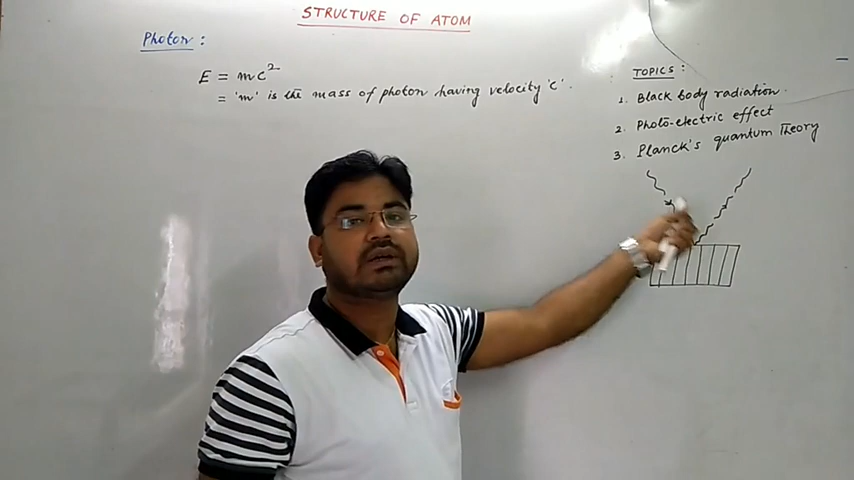 STRUCTURE OF ATOM
Photon :
E = mc²
= 'm' is the mass of photon having velocity 'c'.
TOPICS :
1. Black body radiation.
2. Photo-electric effect
3. Planck's quantum Theory